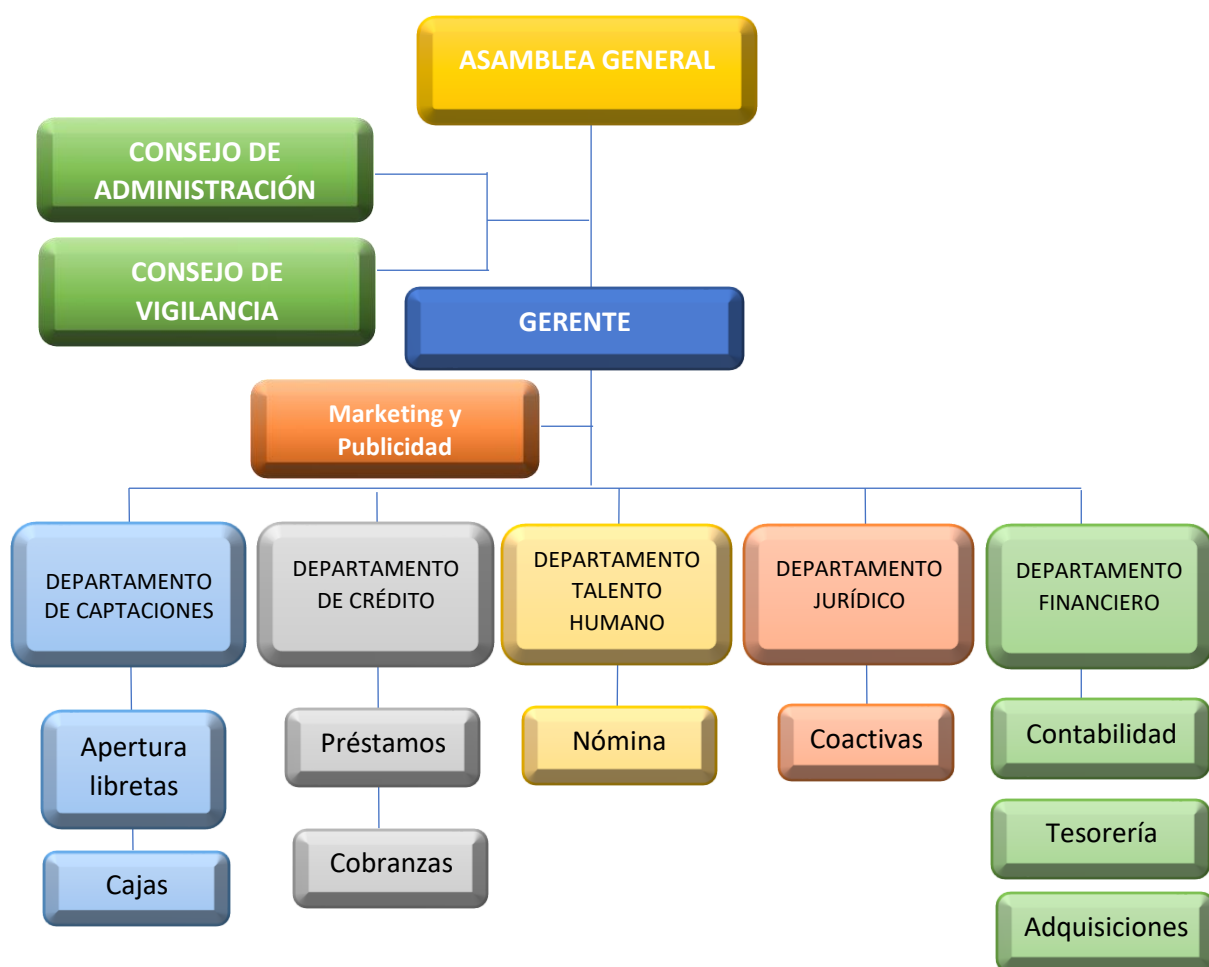 ASAMBLEA GENERAL
CONSEJO DE
ADMINISTRACIÓN
CONSEJO DE
VIGILANCIA
GERENTE
Marketing y
Publicidad
DEPARTAMENTO
DE CAPTACIONES
DEPARTAMENTO
DE CRÉDITO
DEPARTAMENTO
TALENTO
HUMANO
DEPARTAMENTO
JURÍDICO
DEPARTAMENTO
FINANCIERO
Apertura
libretas
Préstamos
Nómina
Coactivas
Contabilidad
Cajas
Cobranzas
Tesorería
Adquisiciones